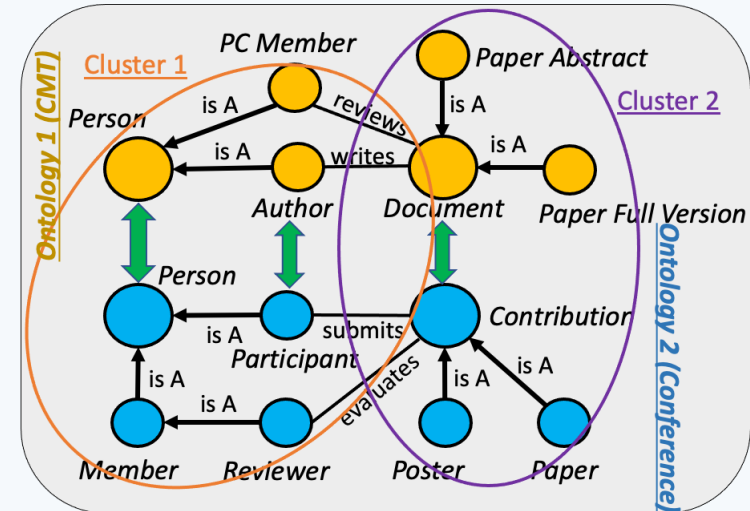 PC Member
Paper Abstract
Cluster 1
Cluster 2
Ontology 1 (CMT)
Person
is A
reviews
is A
is A
writes
is A
Author
Document
Paper Full Version
Person
Ontology 2 (Conference)
is A
submits
Contribution
Participant
is A
is A
evaluates
is A
is A
Member
Reviewer
Poster
Paper